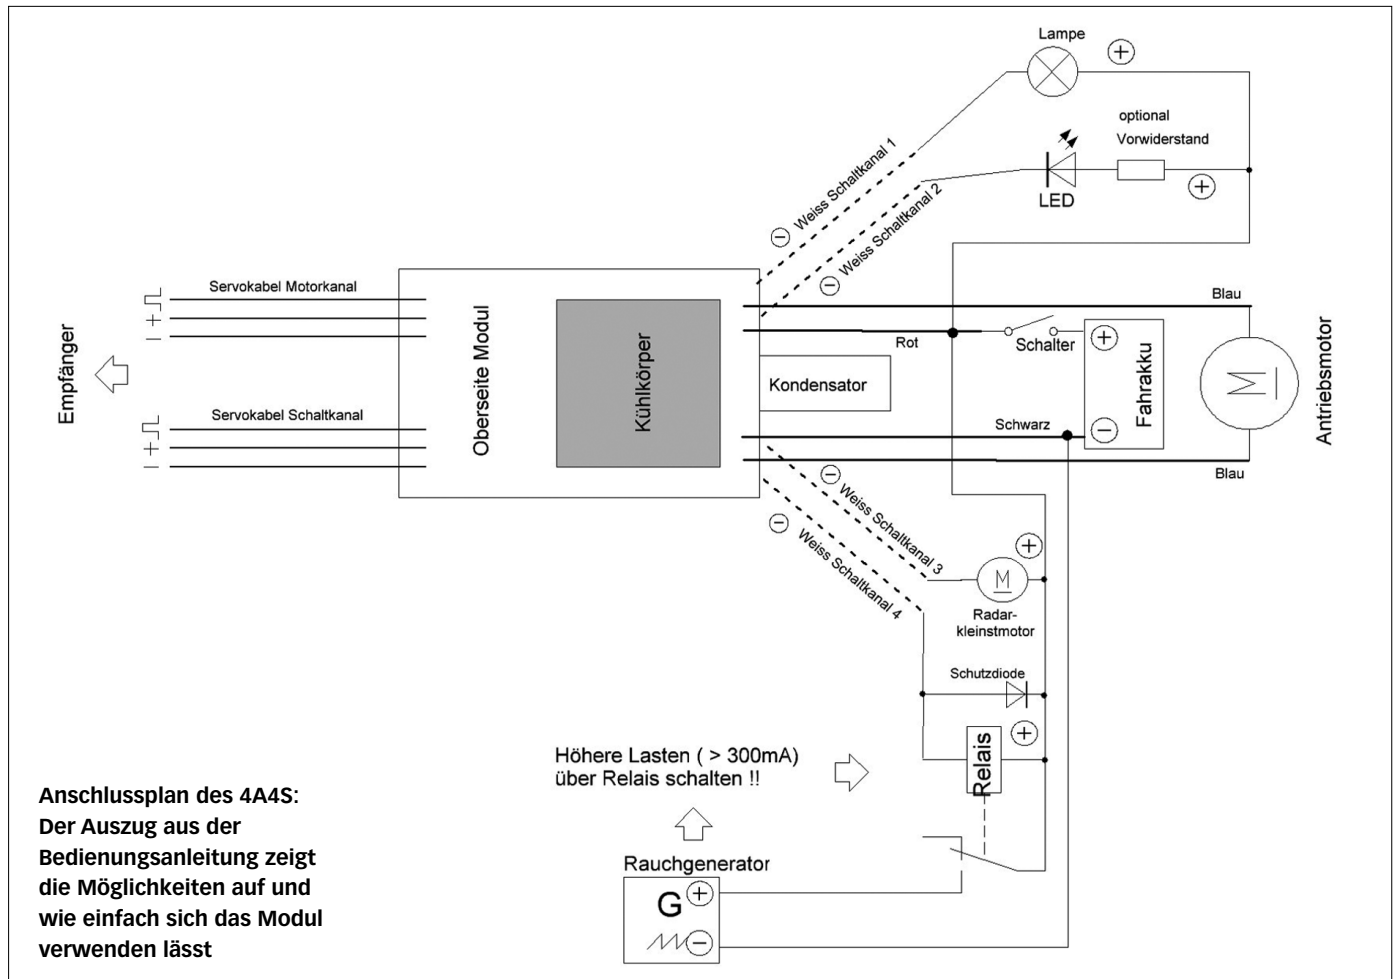 Lampe
+
optional
Vorwiderstand
+
LED
Weiss Schaltkanal 1
−
Weiss Schaltkanal 2
−
Servokabel Motorkanal
+
−
Empfänger
Servokabel Schaltkanal
+
−
Oberseite Modul
Kühlkörper
Kondensator
Blau
Rot
Schalter
+
Fahrakku
−
Schwarz
Blau
M
Antriebsmotor
−
Weiss Schaltkanal 3
−
Weiss Schaltkanal 4
+
M
Radar-
kleinstmotor
Schutzdiode
+
Relais
Höhere Lasten ( > 300mA)
über Relais schalten !!
Rauchgenerator
G +
−
Anschlussplan des 4A4S:
Der Auszug aus der
Bedienungsanleitung zeigt
die Möglichkeiten auf und
wie einfach sich das Modul
verwenden lässt